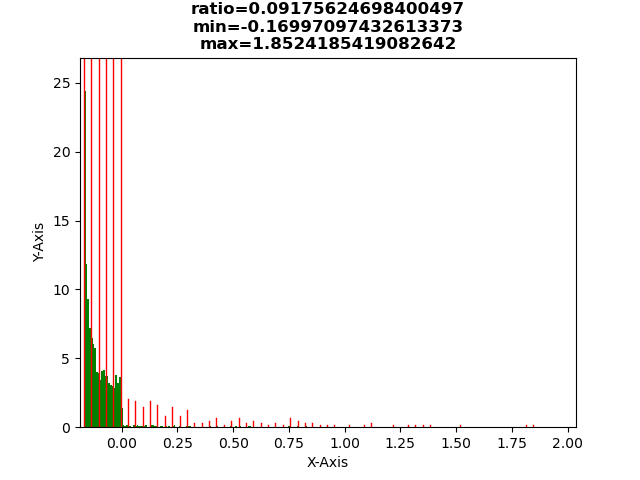 ratio=0.09175624698400497
min=-0.16997097432613373
max=1.8524185419082642
25
20
15
10
5
0
Y-Axis
0.00 0.25 0.50 0.75 1.00 1.25 1.50 1.75 2.00
X-Axis